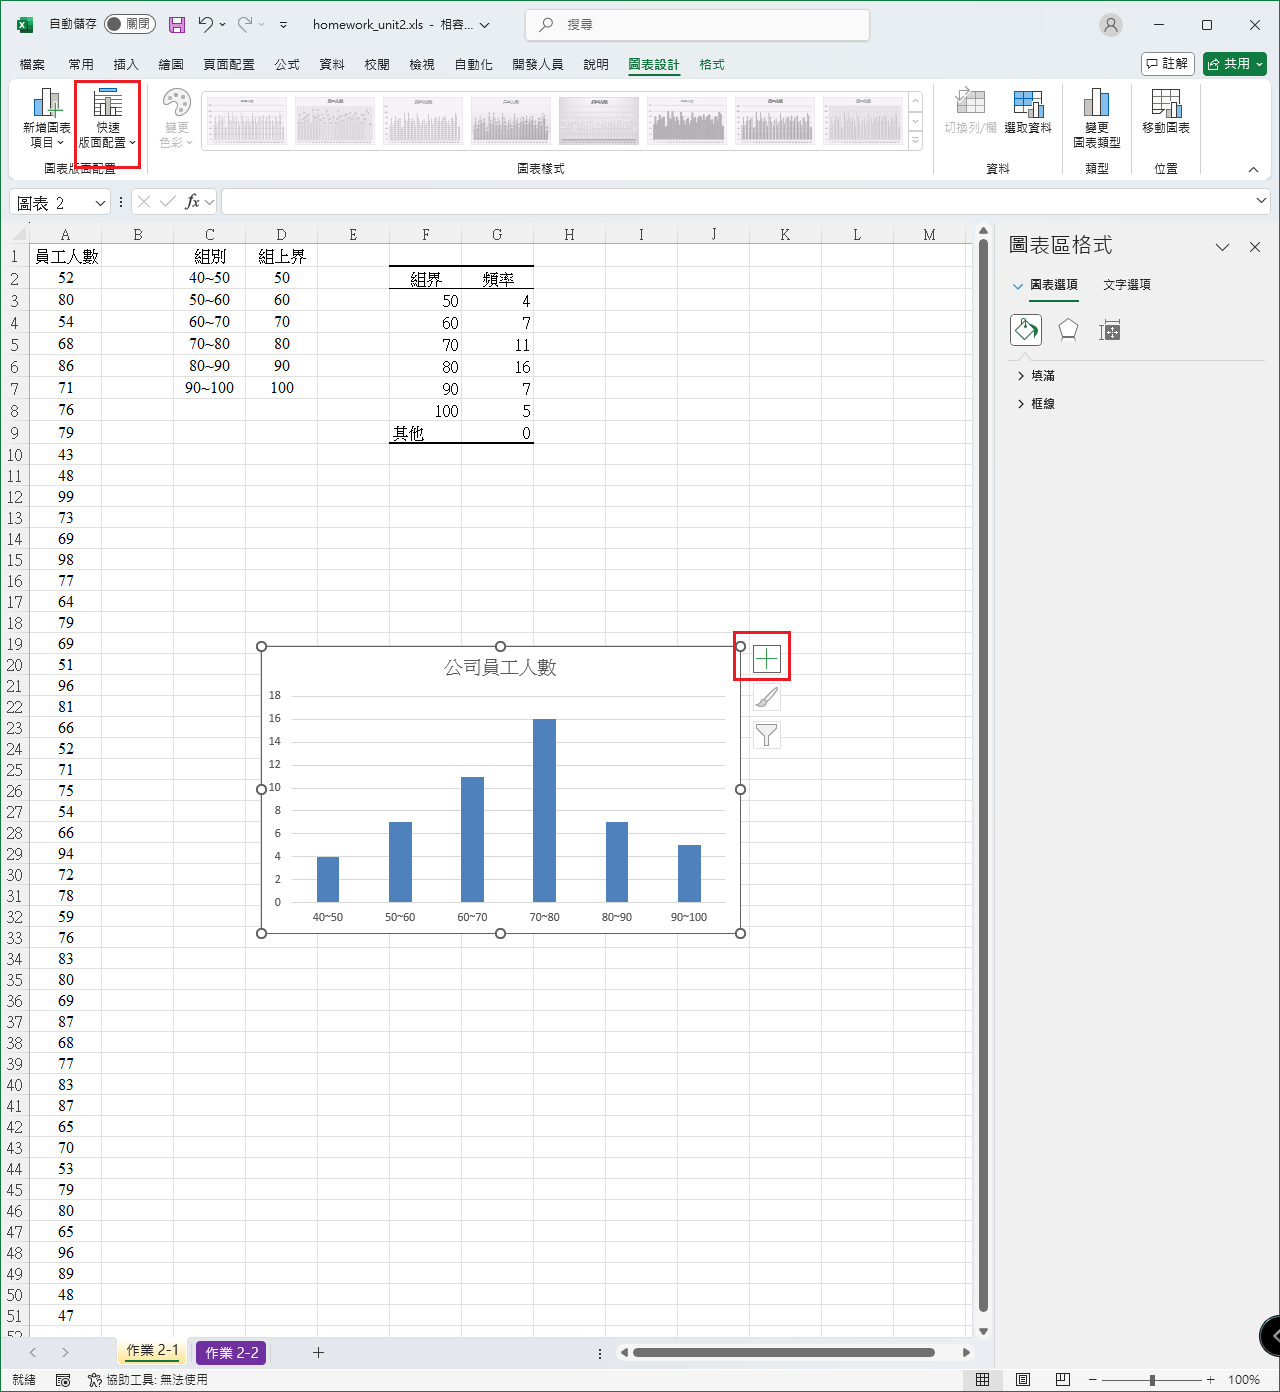 自動儲存 關閉 homework_unit2.xls - 相容... 搜尋
檔案 常用 插入 繪圖 頁面配置 公式 資料 校閱 檢視 自動化 開發人員 說明 圖表設計 格式 註解 共用
新增圖表 項目
快速 版面配置
變更 色彩
切換列/欄
選取資料
變更 圖表類型
移動圖表
圖表版面配置 圖表樣式 資料 類型 位置
圖表 2 fx
A B C D E F G H I J K L M
1 員工人數 組別 組上界
2 52 40~50 50 組界 頻率
3 80 50~60 60 50 4
4 54 60~70 70 60 7
5 68 70~80 80 70 11
6 86 80~90 90 80 16
7 71 90~100 100 90 7
8 76 100 5
9 79 其他 0
10 43
11 48
12 99
13 73
14 69
15 98
16 77
17 64
18 79
19 69
20 51
21 96
22 81
23 66
24 52
25 71
26 75
27 54
28 66
29 94
30 72
31 78
32 59
33 76
34 83
35 80
36 69
37 87
38 68
39 77
40 83
41 87
42 65
43 70
44 53
45 79
46 80
47 65
48 96
49 89
50 48
51 47
52
公司員工人數
18
16
14
12
10
8
6
4
2
0
40~50 50~60 60~70 70~80 80~90 90~100
圖表區格式
圖表選項 文字選項
填滿
框線
作業 2-1 作業 2-2
就緒 協助工具: 無法使用 100%